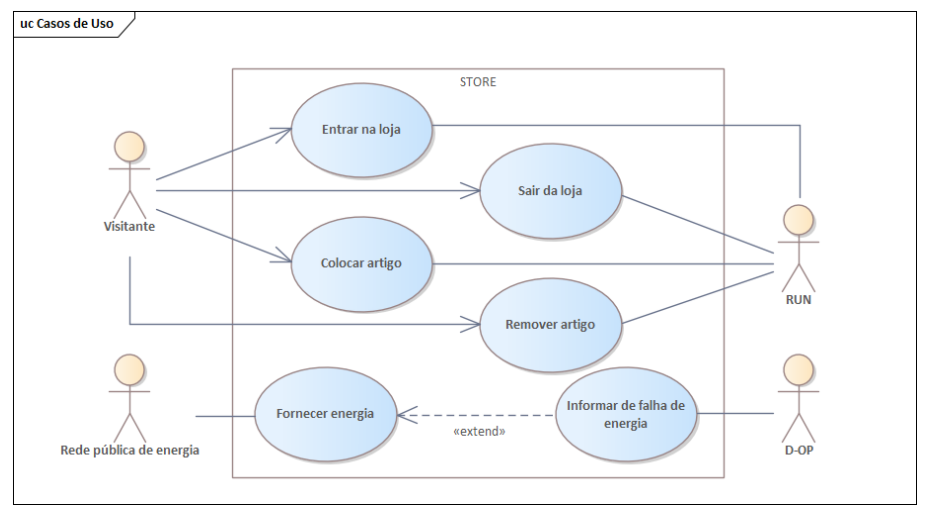 uc Casos de Uso
STORE
Entrar na loja
Sair da loja
Visitante
Colocar artigo
RUN
Remover artigo
Fornecer energia
Informar de falha de
energia
«extend»
Rede pública de energia
D-OP